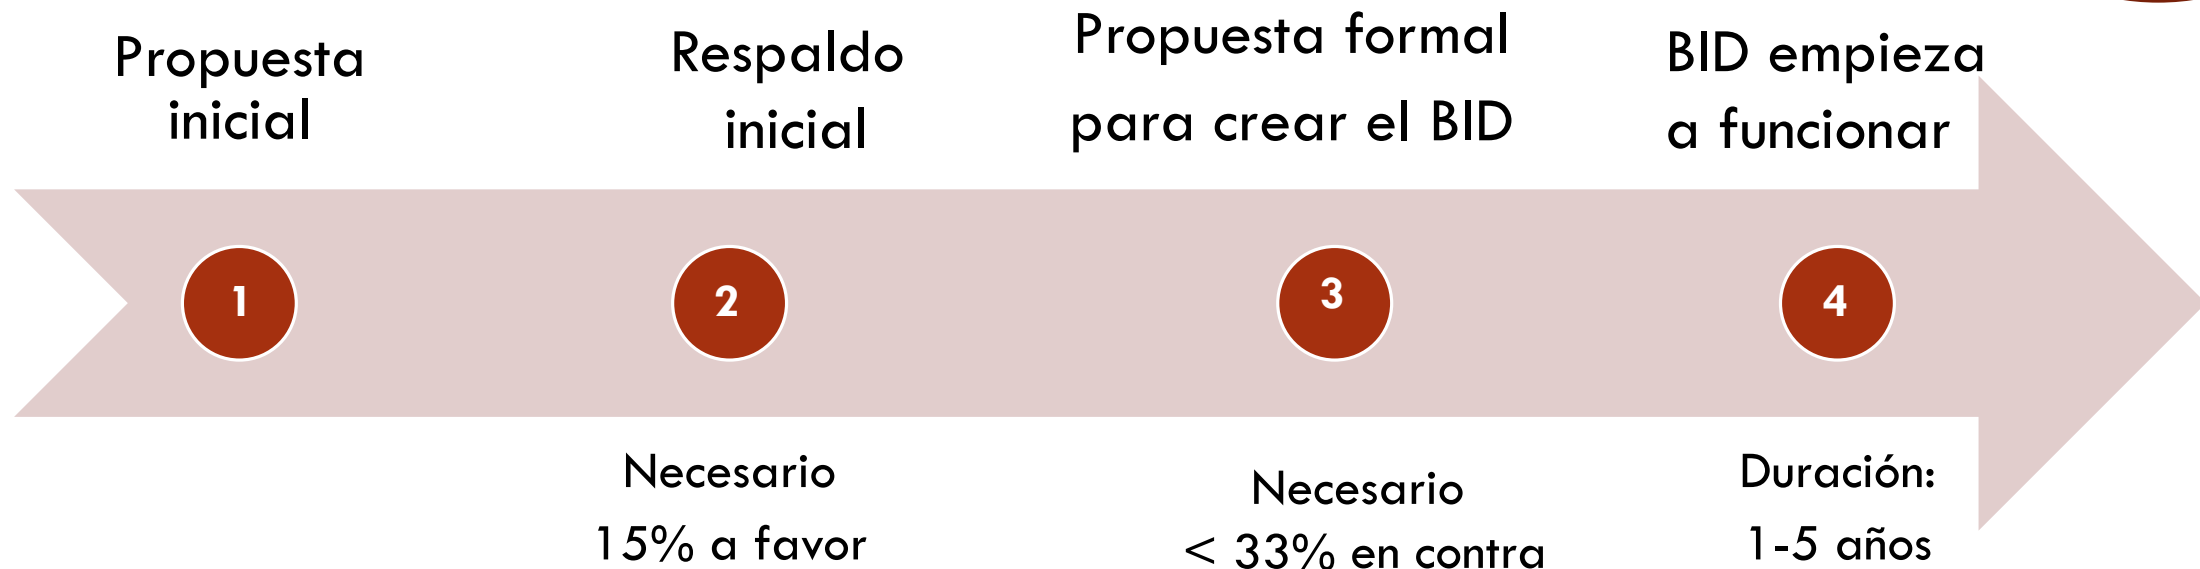 Propuesta
inicial
Respaldo
inicial
Propuesta formal
para crear el BID
BID empieza
a funcionar
1
2
3
4
Necesario
15% a favor
Necesario
< 33% en contra
Duración:
1-5 años